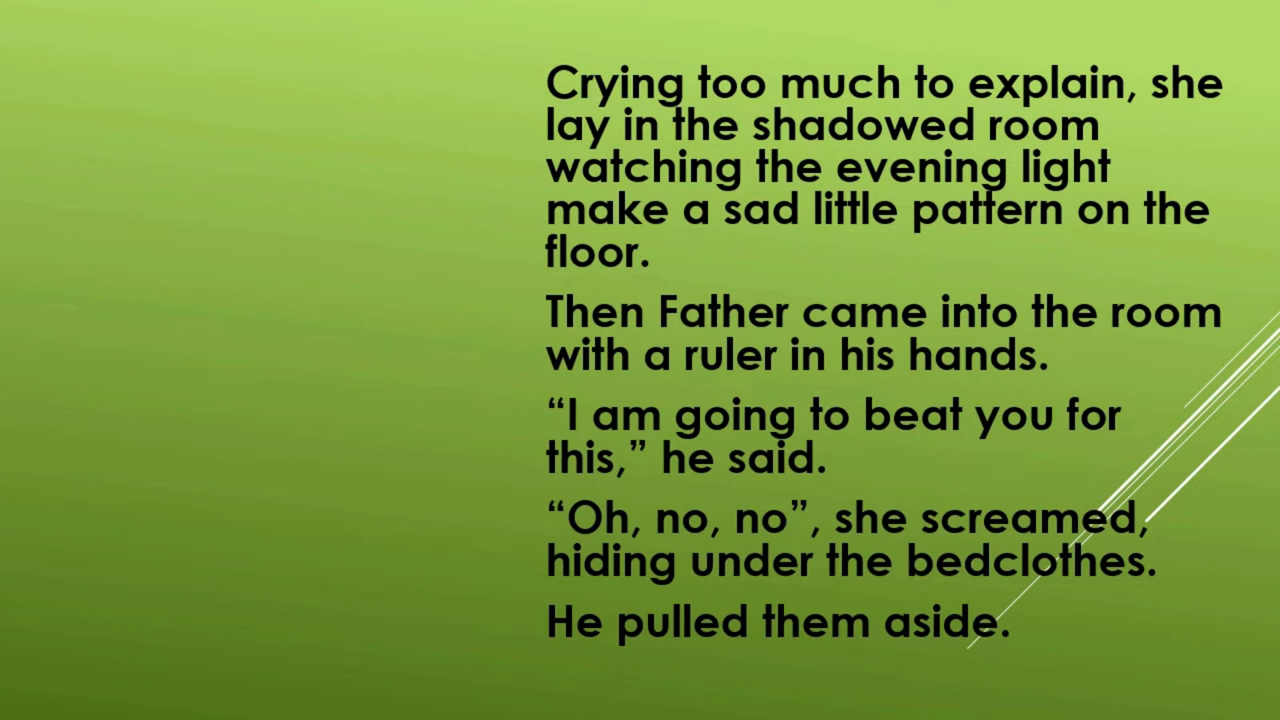 Crying too much to explain, she
lay in the shadowed room
watching the evening light
make a sad little pattern on the
floor.
Then Father came into the room
with a ruler in his hands.
“I am going to beat you for
this,” he said.
“Oh, no, no”, she screamed,
hiding under the bedclothes.
He pulled them aside.